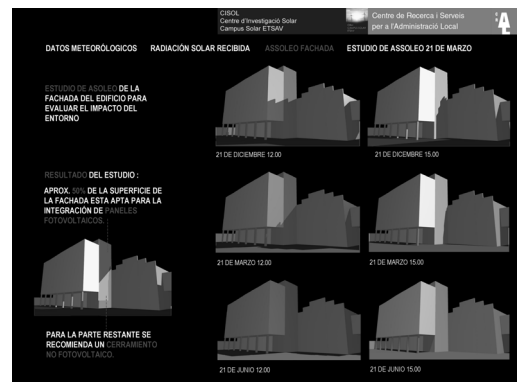 CISOL
Centre d'Investigació Solar
Campus Solar ETSAV
Centre de Recerca i Serveis
per a l'Administració Local
DATOS METEORÓLOGICOS RADIACIÓN SOLAR RECIBIDA ASSOLEO FACHADA ESTUDIO DE ASSOLEO 21 DE MARZO
ESTUDIO DE ASOLEO DE LA
FACHADA DEL EDIFICIO PARA
EVALUAR EL IMPACTO DEL
ENTORNO
21 DE DICIEMBRE 12.00
21 DE DICEMBRE 15.00
RESULTADO DEL ESTUDIO :
APROX. 50% DE LA SUPERFICIE DE
LA FACHADA ESTA APTA PARA LA
INTEGRACIÓN DE PANELES
FOTOVOLTAICOS.
21 DE MARZO 12.00
21 DE MARZO 15.00
PARA LA PARTE RESTANTE SE
RECOMIENDA UN CERRAMIENTO
NO FOTOVOLTAICO.
21 DE JUNIO 12.00
21 DE JUNIO 15.00